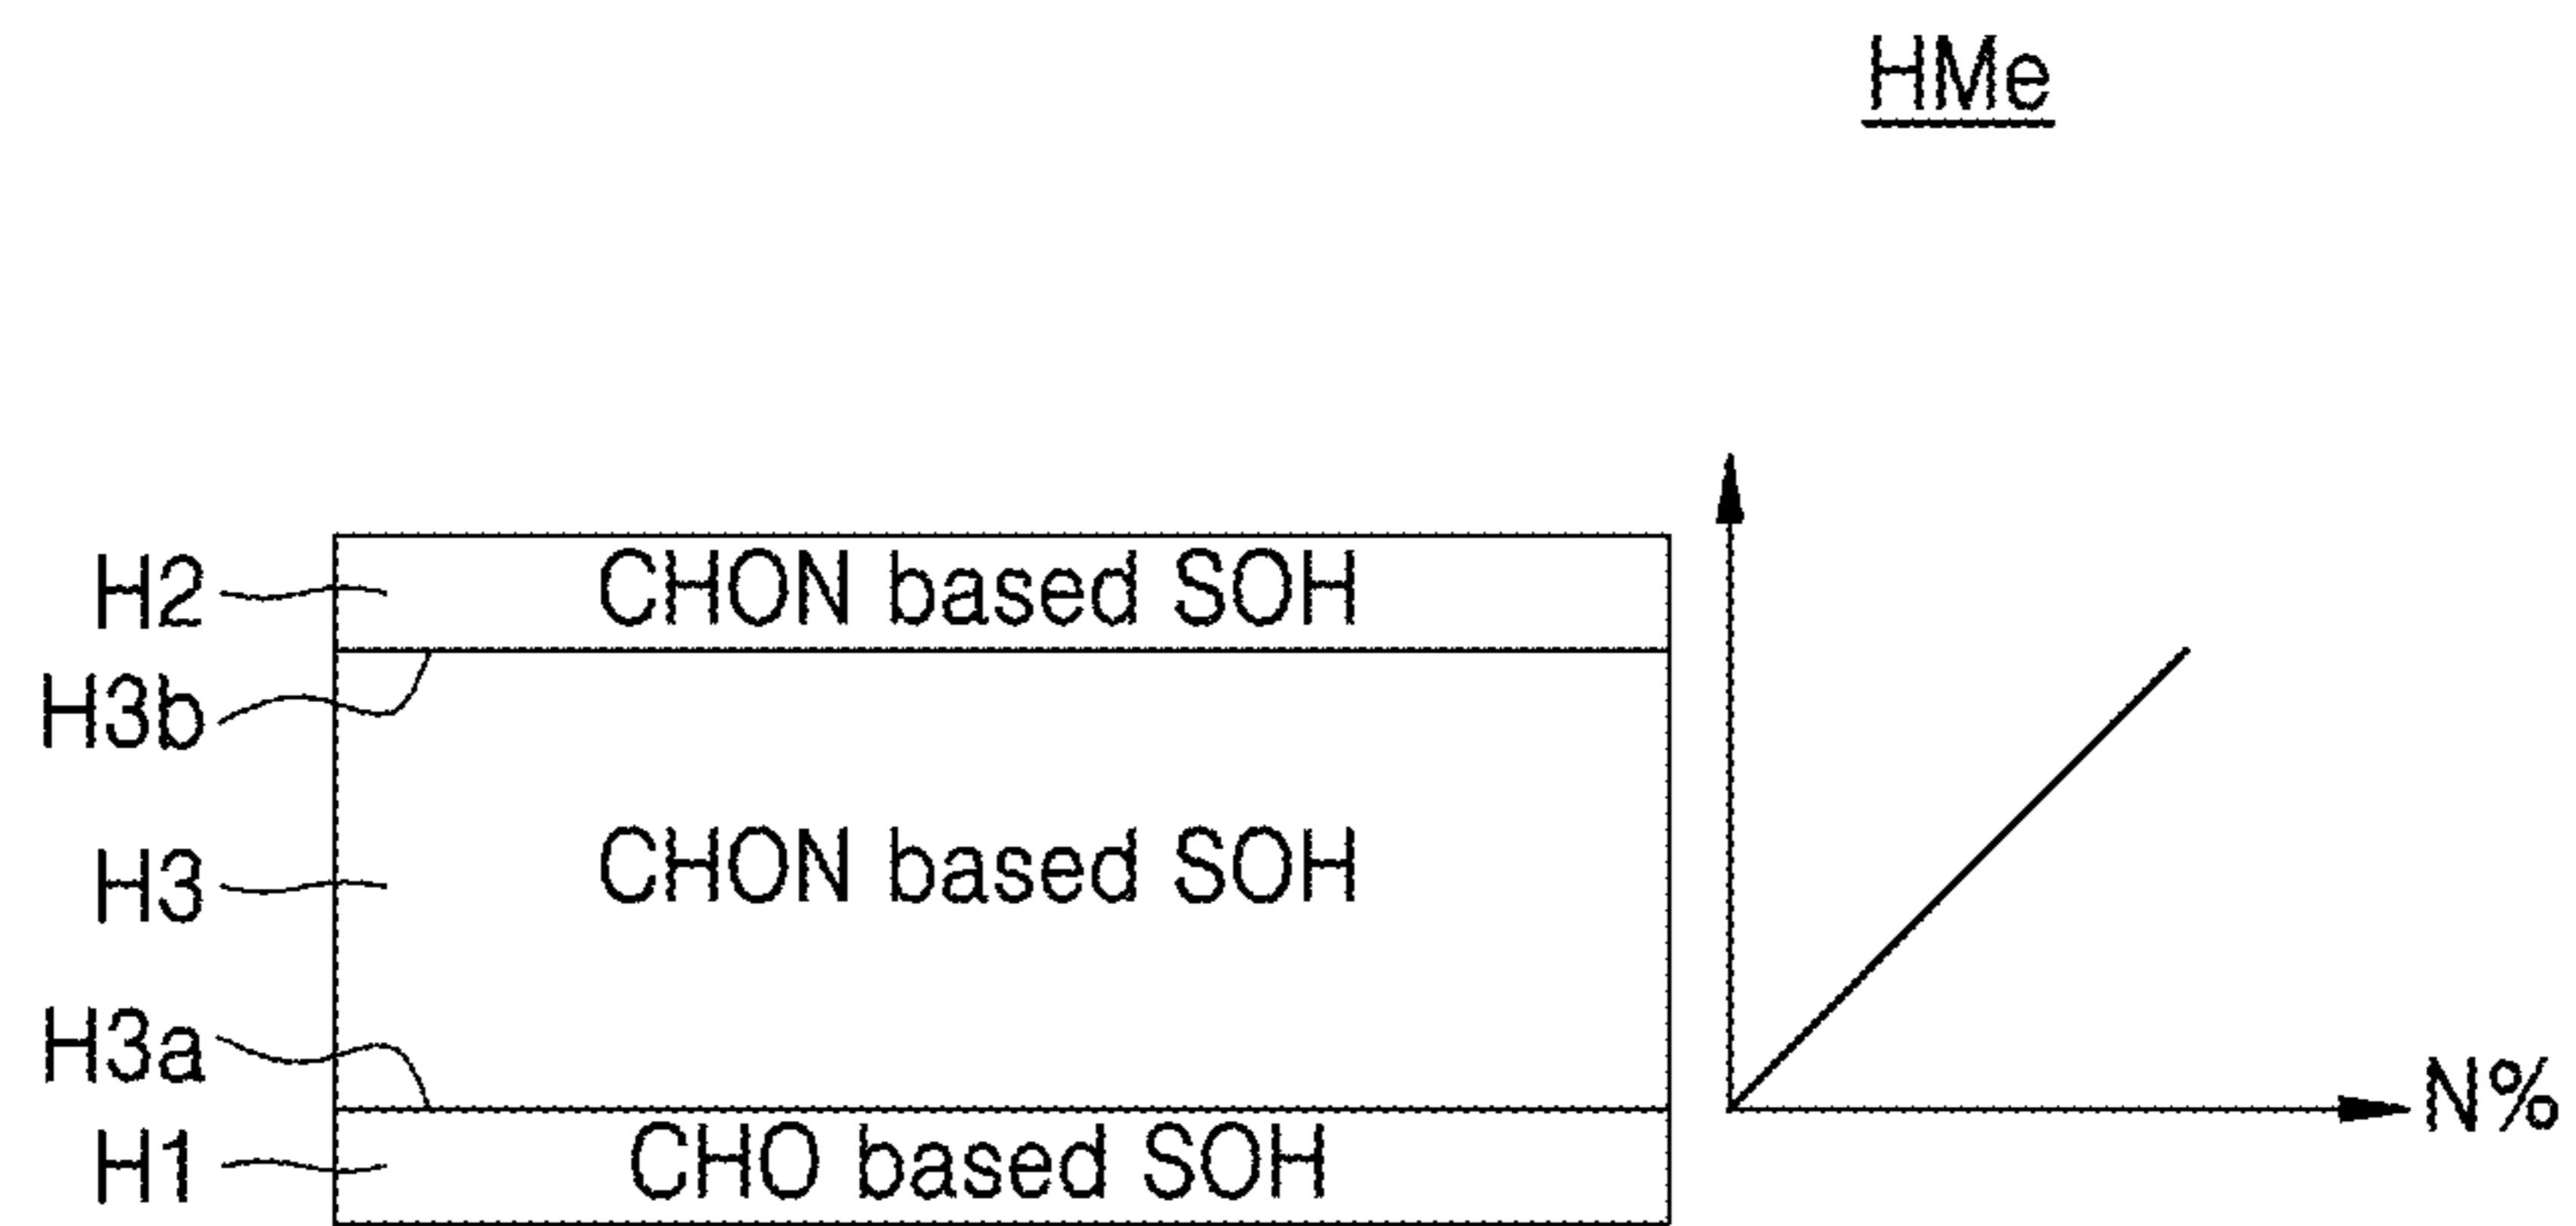 HMe
H2 CHON based SOH
H3b
H3 CHON based SOH
H3a
N%
H1 CHO based SOH